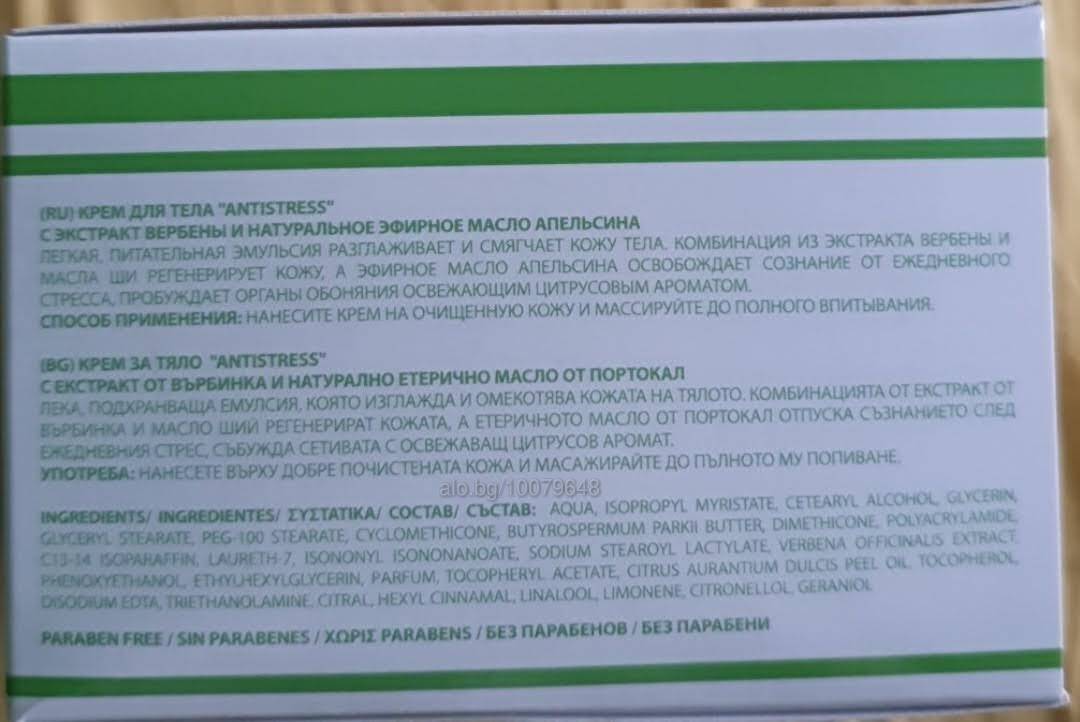 (RU) КРЕМ ДЛЯ ТЕЛА "ANTISTRESS"
С ЭКСТРАКТ ВЕРБЕНЫ И НАТУРАЛЬНОЕ ЭФИРНОЕ МАСЛО АПЕЛЬСИНА
ЛЕГКАЯ, ПИТАТЕЛЬНАЯ ЭМУЛЬСИЯ РАЗГЛАЖИВАЕТ И СМЯГЧАЕТ КОЖУ ТЕЛА. КОМБИНАЦИЯ ИЗ ЭКСТРАКТА ВЕРБЕНЫ И
МАСЛА ШИ РЕГЕНЕРИРУЕТ КОЖУ, А ЭФИРНОЕ МАСЛО АПЕЛЬСИНА ОСВОБОЖДАЕТ СОЗНАНИЕ ОТ ЕЖЕДНЕВНОГО
СТРЕССА, ПРОБУЖДАЕТ ОРГАНЫ ОБОНЯНИЯ ОСВЕЖАЮЩИМ ЦИТРУСОВЫМ АРОМАТОМ.
СПОСОБ ПРИМЕНЕНИЯ: НАНЕСИТЕ КРЕМ НА ОЧИЩЕННУЮ КОЖУ И МАССИРУЙТЕ ДО ПОЛНОГО ВПИТЫВАНИЯ.
(BG) КРЕМ ЗА ТЯЛО "ANTISTRESS"
С ЕКСТРАКТ ОТ ВЪРБИНКА И НАТУРАЛНО ЕТЕРИЧНО МАСЛО ОТ ПОРТОКАЛ
ЛЕКА, ПОДХРАНВАЩА ЕМУЛСИЯ, КОЯТО ИЗГЛАЖДА И ОМЕКОТЯВА КОЖАТА НА ТЯЛОТО. КОМБИНАЦИЯТА ОТ ЕКСТРАКТ ОТ
ВЪРБИНКА И МАСЛО ШИЙ РЕГЕНЕРИРАТ КОЖАТА, А ЕТЕРИЧНОТО МАСЛО ОТ ПОРТОКАЛ ОТПУСКА СЪЗНАНИЕТО СЛЕД
ЕЖЕДНЕВНИЯ СТРЕС, СЪБУЖДА СЕТИВАТА С ОСВЕЖАВАЩ ЦИТРУСОВ АРОМАТ.
УПОТРЕБА: НАНЕСЕТЕ ВЪРХУ ДОБРЕ ПОЧИСТЕНАТА КОЖА И МАСАЖИРАЙТЕ ДО ПЪЛНОТО МУ ПОПИВАНЕ.
alo.bg/10079648
INGREDIENTS/ INGREDIENTES/ ΣΥΣΤΑΤΙΚΑ/ СОСТАВ/ СЪСТАВ: AQUA, ISOPROPYL MYRISTATE, CETEARYL ALCOHOL, GLYCERIN,
GLYCERYL STEARATE, PEG-100 STEARATE, CYCLOMETHICONE, BUTYROSPERMUM PARKII BUTTER, DIMETHICONE, POLYACRYLAMIDE,
C13-14 ISOPARAFFIN, LAURETH-7, ISONONYL ISONONANOATE, SODIUM STEAROYL LACTYLATE, VERBENA OFFICINALIS EXTRACT,
PHENOXYETHANOL, ETHYLHEXYLGLYCERIN, PARFUM, TOCOPHERYL ACETATE, CITRUS AURANTIUM DULCIS PEEL OIL, TOCOPHEROL,
DISODIUM EDTA, TRIETHANOLAMINE, CITRAL, HEXYL CINNAMAL, LINALOOL, LIMONENE, CITRONELLOL, GERANIOL
PARABEN FREE / SIN PARABENES / ΧΩΡΙΣ PARABENS / БЕЗ ПАРАБЕНОВ / БЕЗ ПАРАБЕНИ